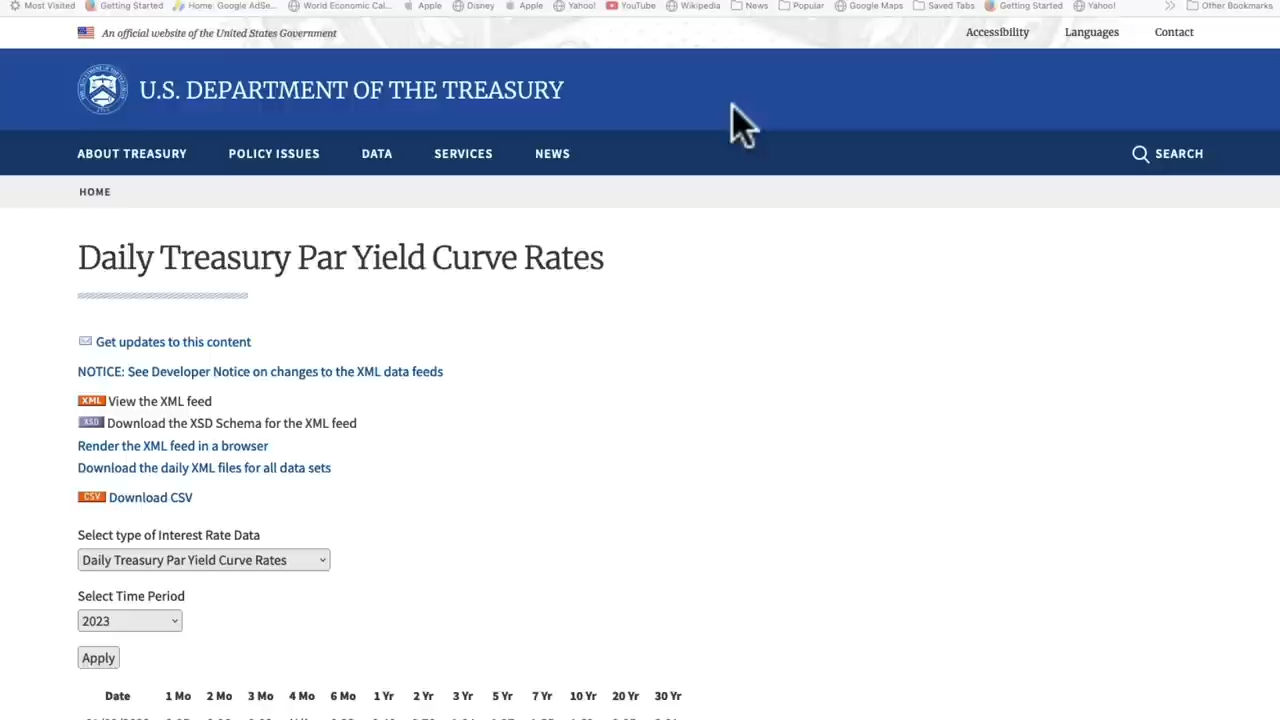 Most Visited Getting Started Home: Google AdSe... World Economic Cal... Apple Disney Apple Yahoo! YouTube Wikipedia News Popular Google Maps Saved Tabs Getting Started Yahoo! Other Bookmarks
An official website of the United States Government
Accessibility Languages Contact
U.S. DEPARTMENT OF THE TREASURY
ABOUT TREASURY POLICY ISSUES DATA SERVICES NEWS SEARCH
HOME
Daily Treasury Par Yield Curve Rates
Get updates to this content
NOTICE: See Developer Notice on changes to the XML data feeds
XML View the XML feed
XSD Download the XSD Schema for the XML feed
Render the XML feed in a browser
Download the daily XML files for all data sets
CSV Download CSV
Select type of Interest Rate Data
Daily Treasury Par Yield Curve Rates
Select Time Period
2023
Apply
Date 1 Mo 2 Mo 3 Mo 4 Mo 6 Mo 1 Yr 2 Yr 3 Yr 5 Yr 7 Yr 10 Yr 20 Yr 30 Yr